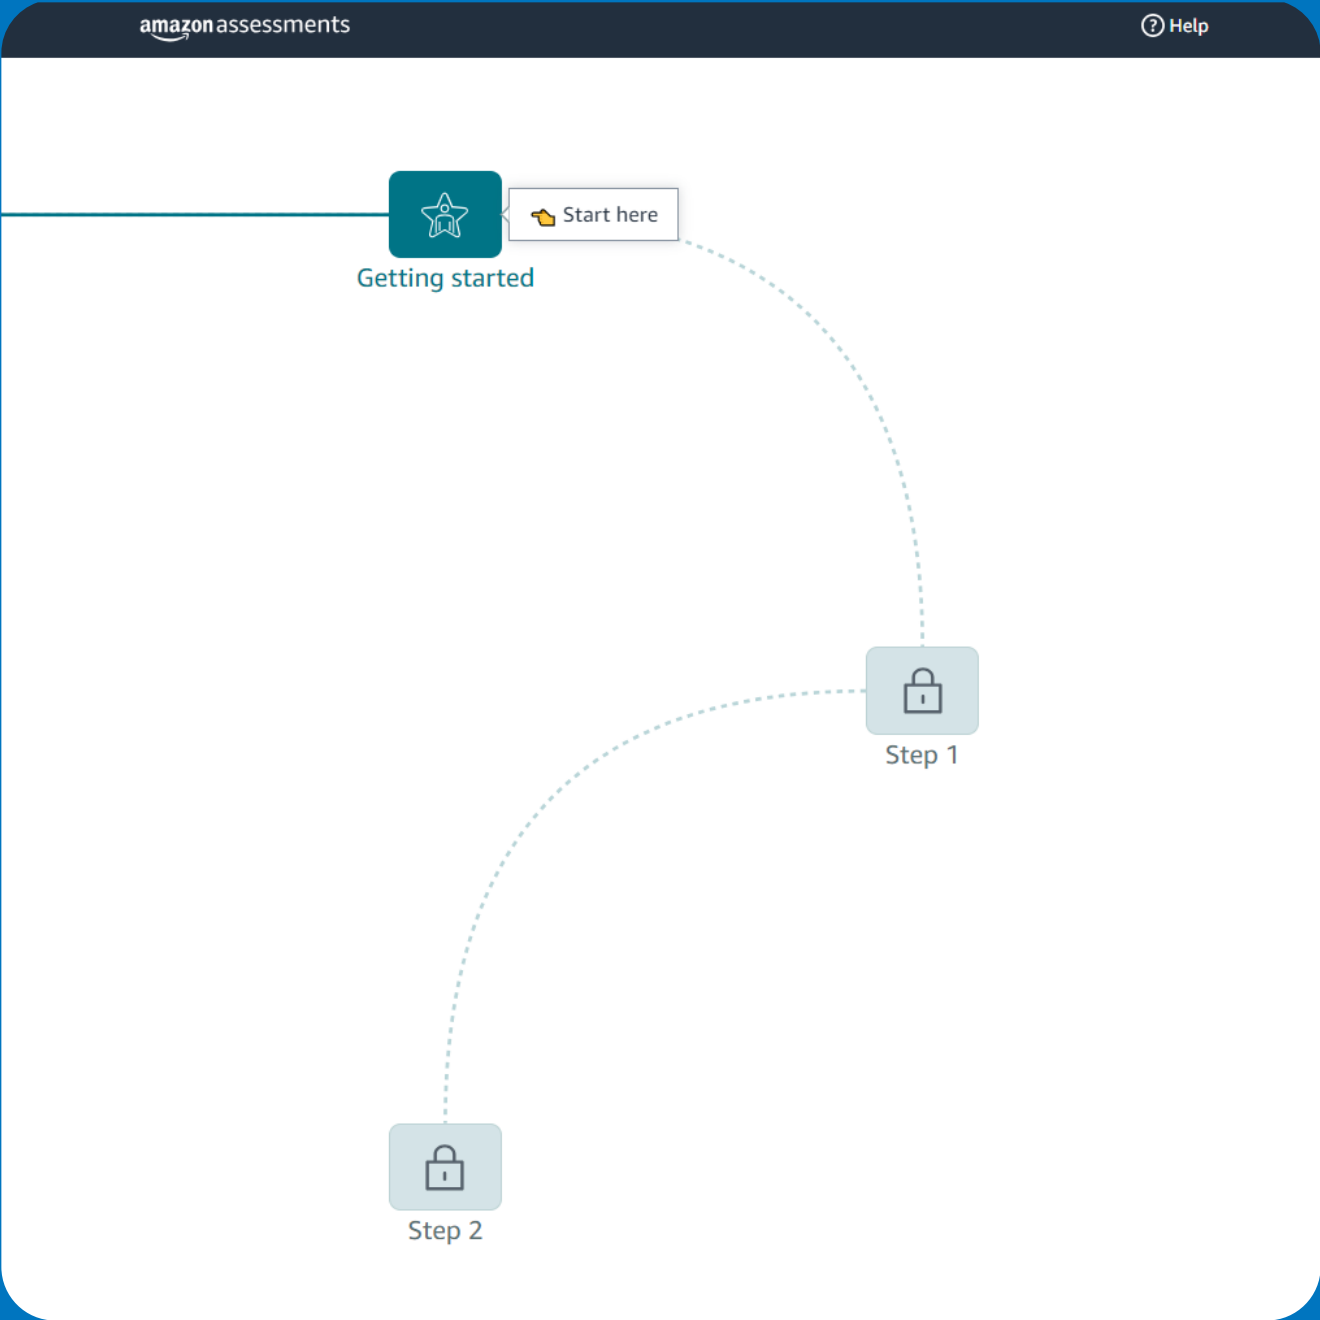 amazon assessments
? Help
👈 Start here
Getting started
Step 1
Step 2